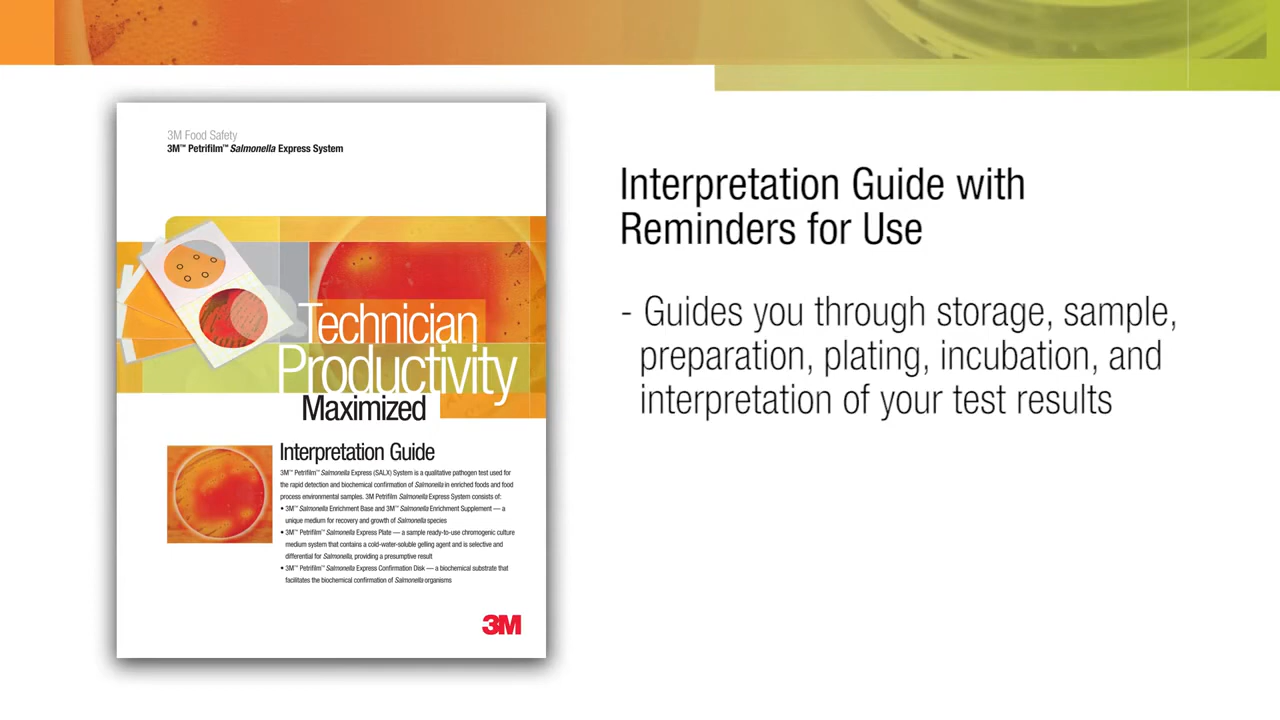 3M Food Safety
3M™ Petrifilm™ Salmonella Express System
Technician
Productivity
Maximized
Interpretation Guide
3M™ Petrifilm™ Salmonella Express (SALX) System is a qualitative pathogen test used for
the rapid detection and biochemical confirmation of Salmonella in enriched foods and food
process environmental samples. 3M Petrifilm Salmonella Express System consists of:
• 3M™ Salmonella Enrichment Base and 3M™ Salmonella Enrichment Supplement — a
unique medium for recovery and growth of Salmonella species
• 3M™ Petrifilm™ Salmonella Express Plate — a sample ready-to-use chromogenic culture
medium system that contains a cold-water-soluble gelling agent and is selective and
differential for Salmonella, providing a presumptive result
• 3M™ Petrifilm™ Salmonella Express Confirmation Disk — a biochemical substrate that
facilitates the biochemical confirmation of Salmonella organisms
3M
Interpretation Guide with
Reminders for Use
- Guides you through storage, sample,
preparation, plating, incubation, and
interpretation of your test results